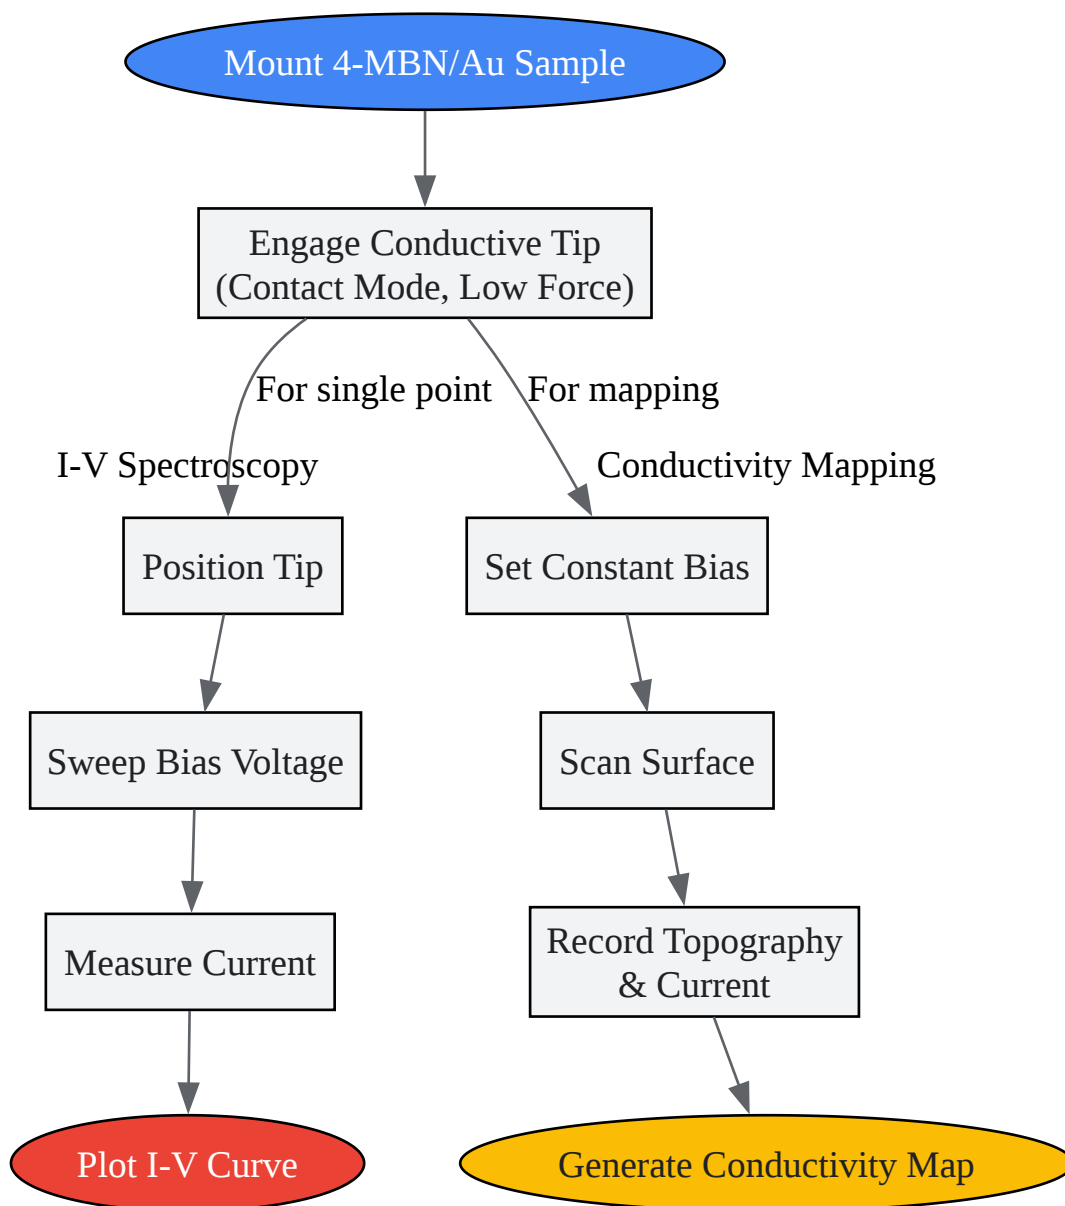 Mount 4-MBN/Au Sample
Engage Conductive Tip
(Contact Mode, Low Force)
For single point
For mapping
I-V Spectroscopy
Conductivity Mapping
Position Tip
Set Constant Bias
Sweep Bias Voltage
Scan Surface
Measure Current
Record Topography
& Current
Plot I-V Curve
Generate Conductivity Map